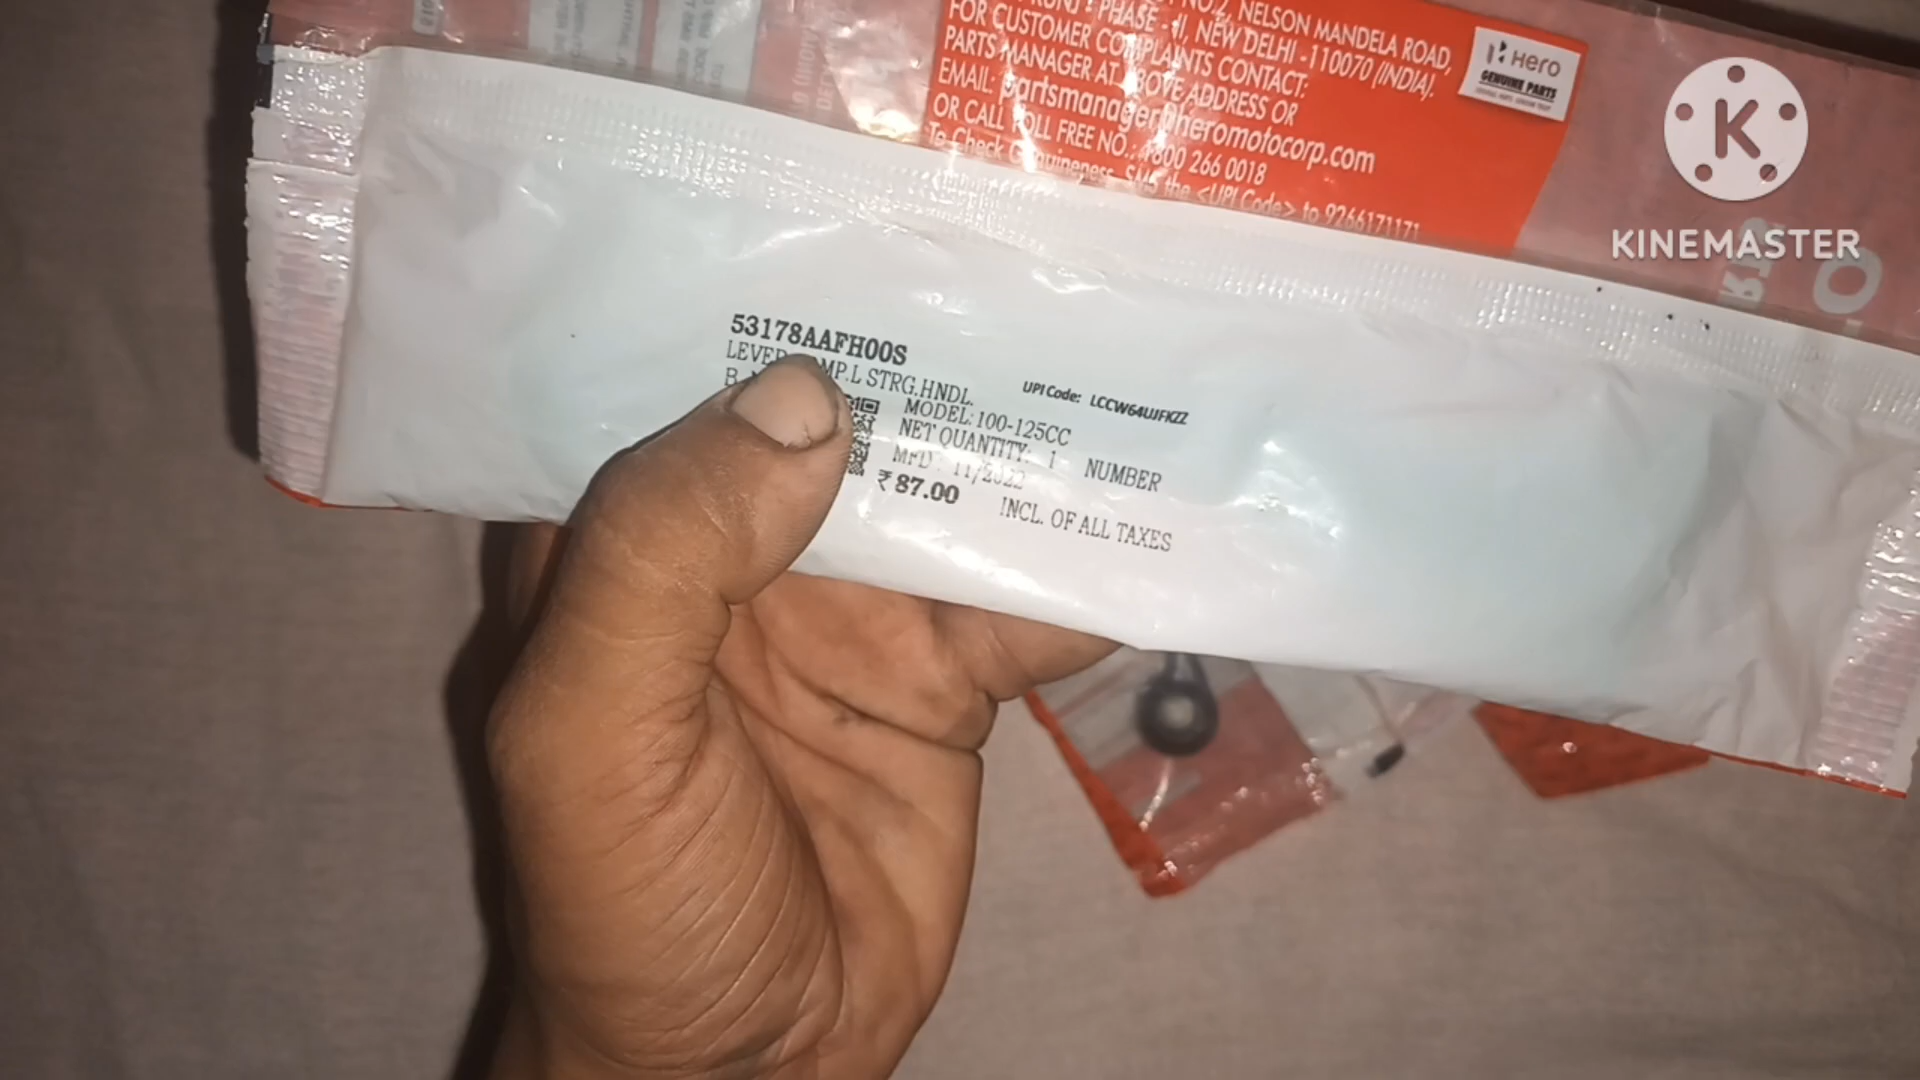 NO.2, NELSON MANDELA ROAD,
PHASE - II, NEW DELHI -110070 (INDIA).
FOR CUSTOMER COMPLAINTS CONTACT:
PARTS MANAGER AT ABOVE ADDRESS OR
EMAIL: partsmanager@heromotocorp.com
OR CALL TOLL FREE NO.: 1800 266 0018
To Check Genuineness, SMS the <UPI Code> to 9266171171
Hero
GENUINE PARTS
K
KINEMASTER
53178AAFH00S
LEVER COMP.L STRG.HNDL.
UPI Code:
MODEL:100-125CC
NET QUANTITY: 1 NUMBER
MFD : 11/2022
₹ 87.00 INCL. OF ALL TAXES